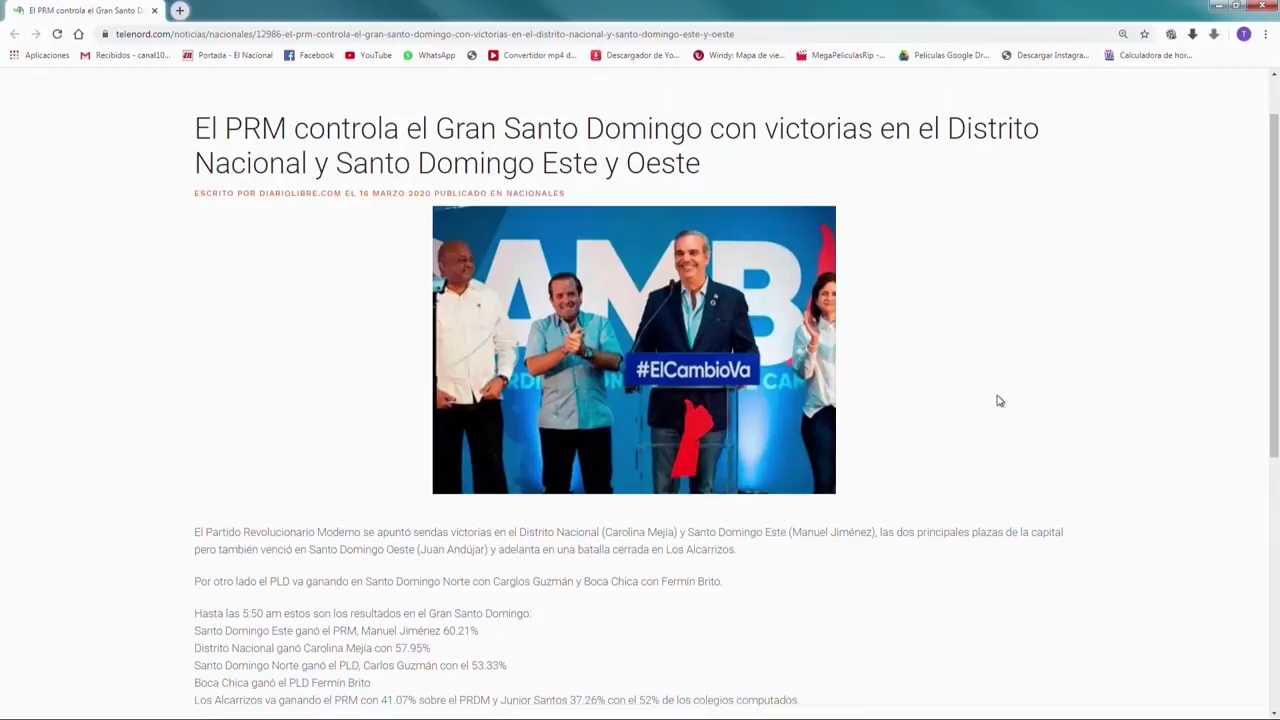 El PRM controla el Gran Santo D
telenord.com/noticias/nacionales/12986-el-prm-controla-el-gran-santo-domingo-con-victorias-en-el-distrito-nacional-y-santo-domingo-este-y-oeste
Aplicaciones Recibidos - canal10... Portada - El Nacional Facebook YouTube WhatsApp Convertidor mp4 d... Descargador de Yo... Windy: Mapa de vie... MegaPeliculasRip -... Peliculas Google Dr... Descargar Instagra... Calculadora de hor...
El PRM controla el Gran Santo Domingo con victorias en el Distrito
Nacional y Santo Domingo Este y Oeste
ESCRITO POR DIARIOLIBRE.COM EL 16 MARZO 2020 PUBLICADO EN NACIONALES
AMB
#ElCambioVa
CA
El Partido Revolucionario Moderno se apuntó sendas victorias en el Distrito Nacional (Carolina Mejía) y Santo Domingo Este (Manuel Jiménez), las dos principales plazas de la capital
pero también venció en Santo Domingo Oeste (Juan Andújar) y adelanta en una batalla cerrada en Los Alcarrizos.
Por otro lado el PLD va ganando en Santo Domingo Norte con Carglos Guzmán y Boca Chica con Fermín Brito.
Hasta las 5:50 am estos son los resultados en el Gran Santo Domingo:
Santo Domingo Este ganó el PRM, Manuel Jiménez 60.21%
Distrito Nacional ganó Carolina Mejía con 57.95%
Santo Domingo Norte ganó el PLD, Carlos Guzmán con el 53.33%
Boca Chica ganó el PLD Fermín Brito
Los Alcarrizos va ganando el PRM con 41.07% sobre el PRDM y Junior Santos 37.26% con el 52% de los colegios computados.